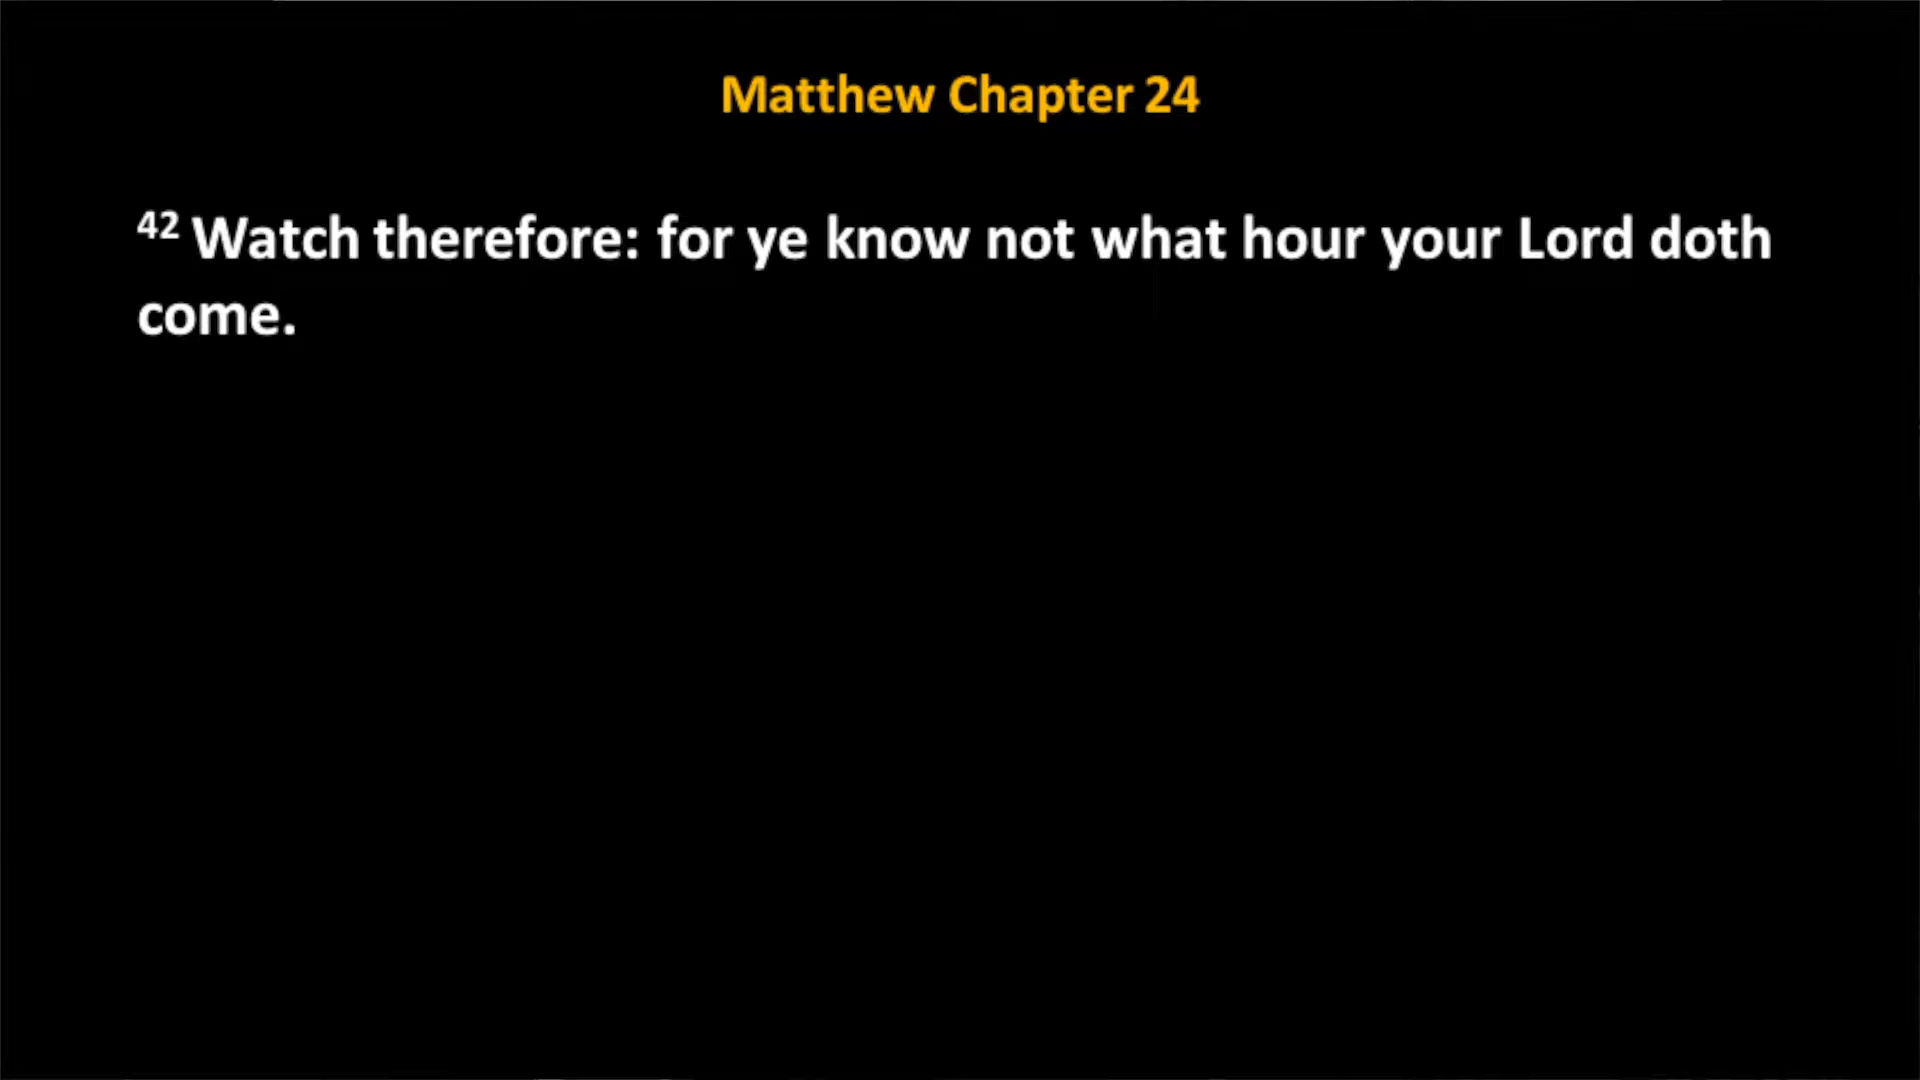 Matthew Chapter 24
42 Watch therefore: for ye know not what hour your Lord doth
come.